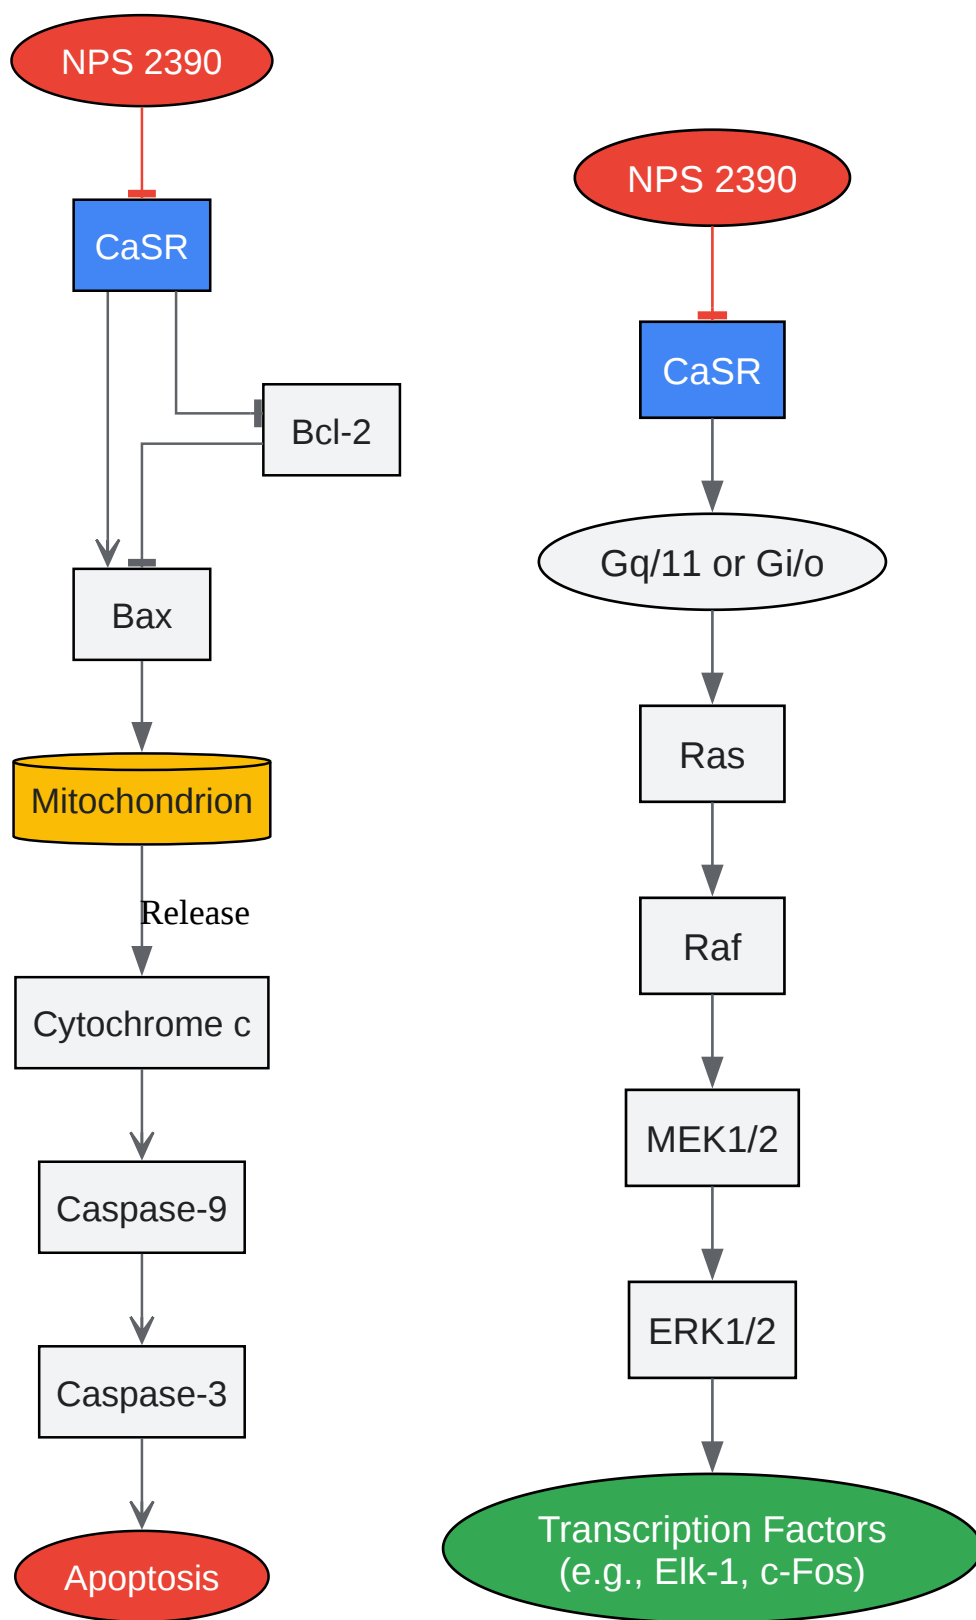 NPS 2390
CaSR
Bcl-2
Bax
Mitochondrion
Release
Cytochrome c
Caspase-9
Caspase-3
Apoptosis
NPS 2390
CaSR
Gq/11 or Gi/o
Ras
Raf
MEK1/2
ERK1/2
Transcription Factors
(e.g., Elk-1, c-Fos)